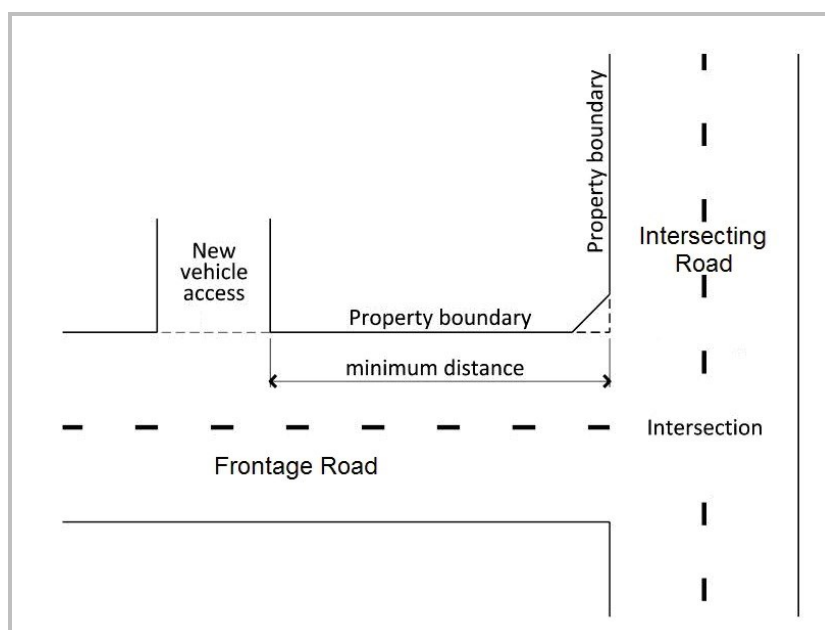 Property boundary
New
vehicle
access
Intersecting
Road
Property boundary
minimum distance
Intersection
Frontage Road